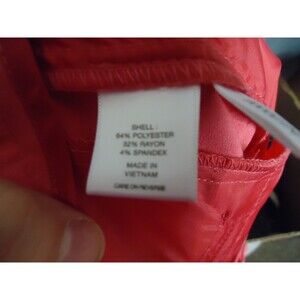 SHELL:
64% POLYESTER
32% RAYON
4% SPANDEX
MADE IN
VIETNAM
CARE ON REVERSE